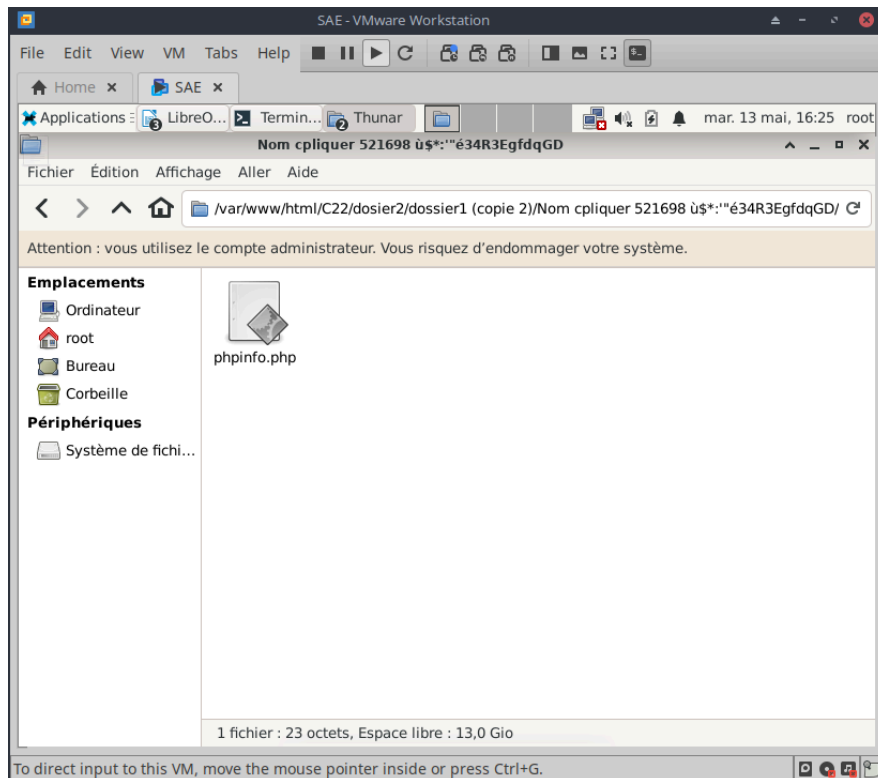 SAE - VMware Workstation
File Edit View VM Tabs Help
Home SAE
Applications LibreO... Termin... Thunar mar. 13 mai, 16:25 root
Nom cpliquer 521698 ù$*:'"é34R3EgfdqGD
Fichier Édition Affichage Aller Aide
/var/www/html/C22/dosier2/dossier1 (copie 2)/Nom cpliquer 521698 ù$*:'"é34R3EgfdqGD/
Attention : vous utilisez le compte administrateur. Vous risquez d’endommager votre système.
Emplacements
Ordinateur
root
Bureau
Corbeille
Périphériques
Système de fichi...
phpinfo.php
1 fichier : 23 octets, Espace libre : 13,0 Gio
To direct input to this VM, move the mouse pointer inside or press Ctrl+G.